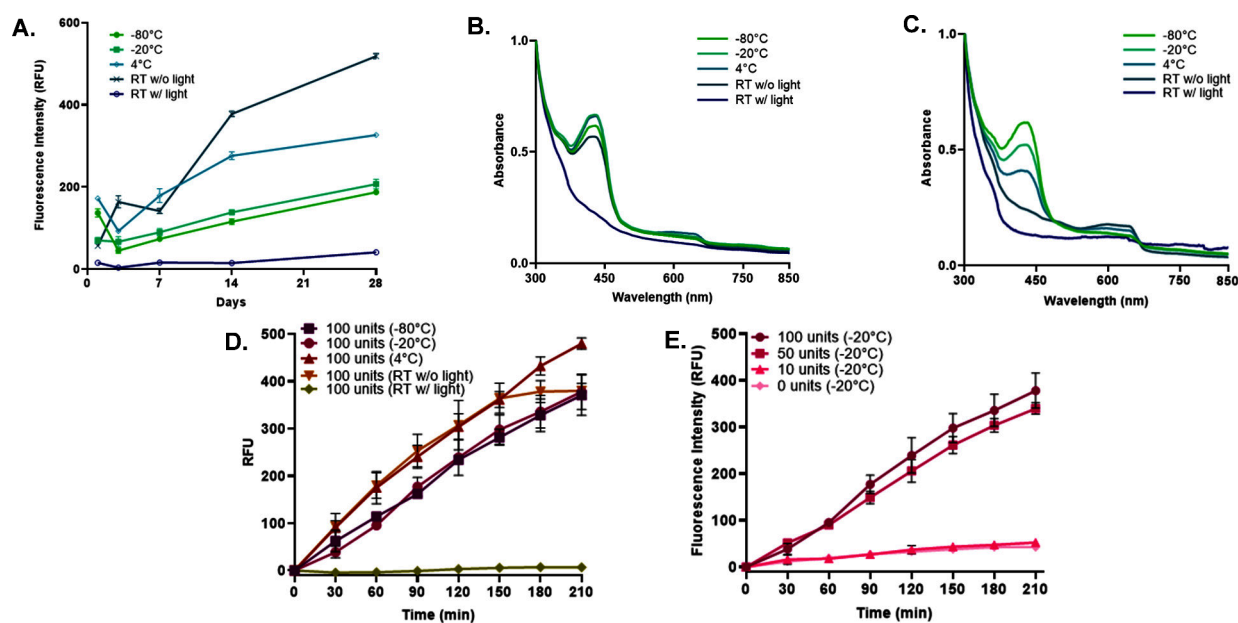 A.
Fluorescence Intensity (RFU)
600
400
200
0
0
7
14
21
28
Days
-80°C
-20°C
4°C
RT w/o light
RT w/ light
B.
Absorbance
1.0
0.5
0.0
300
450
600
750
850
Wavelength (nm)
-80°C
-20°C
4°C
RT w/o light
RT w/ light
C.
Absorbance
1.0
0.5
0.0
300
450
600
750
850
Wavelength (nm)
-80°C
-20°C
4°C
RT w/o light
RT w/ light
D.
RFU
500
400
300
200
100
0
0
30
60
90
120
150
180
210
Time (min)
100 units (-80°C)
100 units (-20°C)
100 units (4°C)
100 units (RT w/o light)
100 units (RT w/ light)
E.
Fluorescence Intensity (RFU)
500
400
300
200
100
0
0
30
60
90
120
150
180
210
Time (min)
100 units (-20°C)
50 units (-20°C)
10 units (-20°C)
0 units (-20°C)